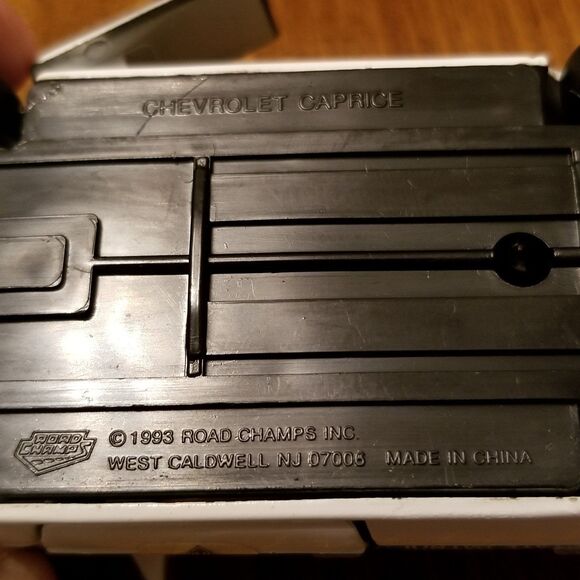 CHEVROLET CAPRICE
ROAD
CHAMPS
© 1993 ROAD CHAMPS INC.
WEST CALDWELL NJ 07006 MADE IN CHINA